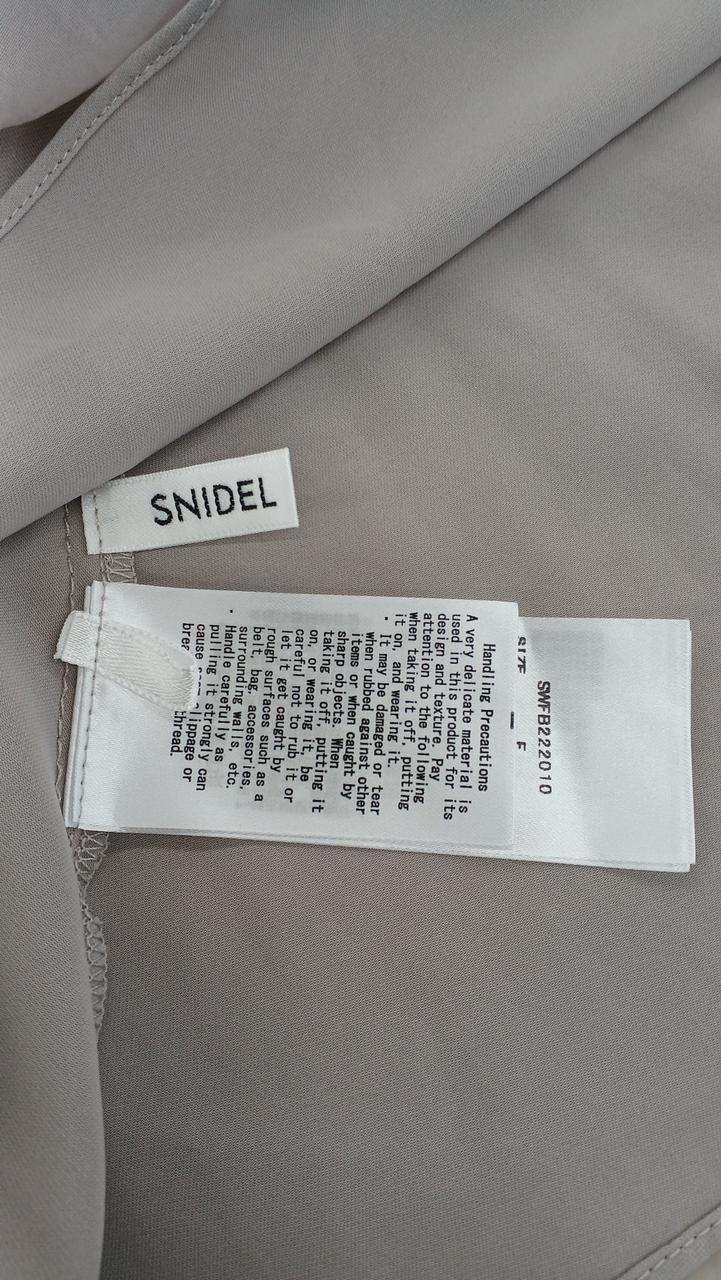 SNIDEL
Handling Precautions
A very delicate material is
used in this product for its
design and texture. Pay
attention to the following
when taking it off, putting
it on, and wearing it.
・It may be damaged or tear
when rubbed against other
items or when caught by
sharp objects. When
taking it off, putting it
on, or wearing it, be
careful not to rub it or
let it get caught by
rough surfaces such as a
belt, bag, accessories,
surrounding walls, etc.
・Handle carefully as
pulling it strongly can
cause slippage or
thread.
SWFB222010
SIZE F